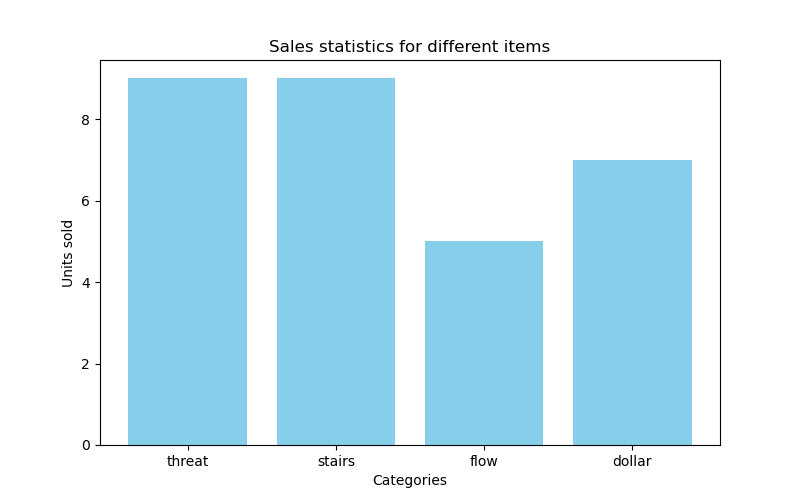 Sales statistics for different items
Units sold
8
6
4
2
0
threat stairs flow dollar
Categories